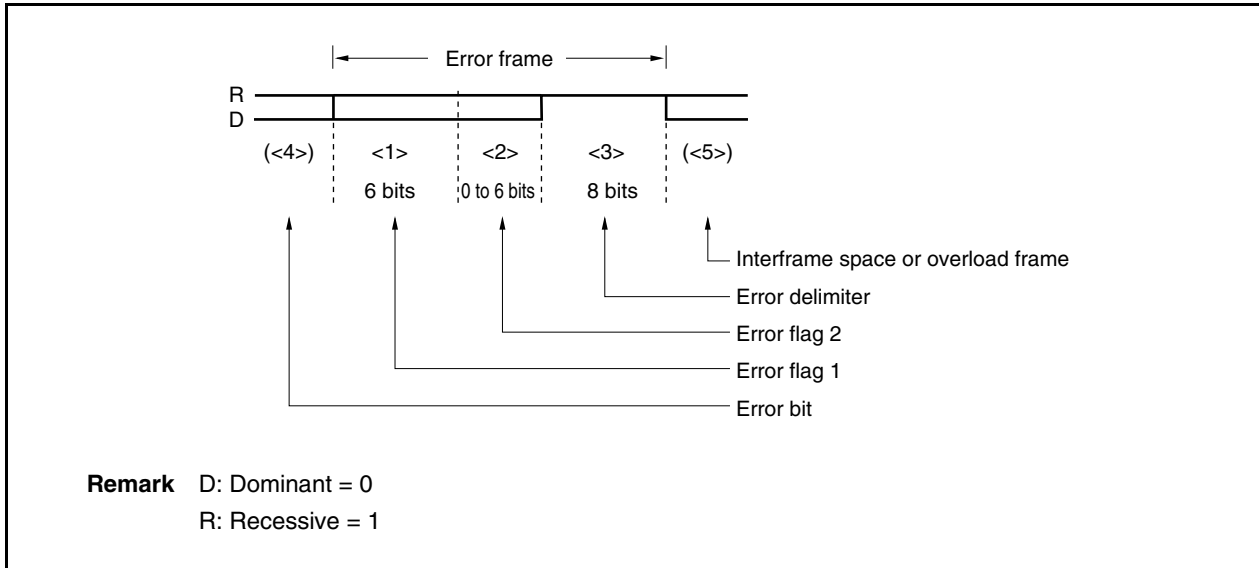 Error frame
R
D
(<4>) <1> <2> <3> (<5>)
6 bits 0 to 6 bits 8 bits
Interframe space or overload frame
Error delimiter
Error flag 2
Error flag 1
Error bit
Remark D: Dominant = 0
R: Recessive = 1